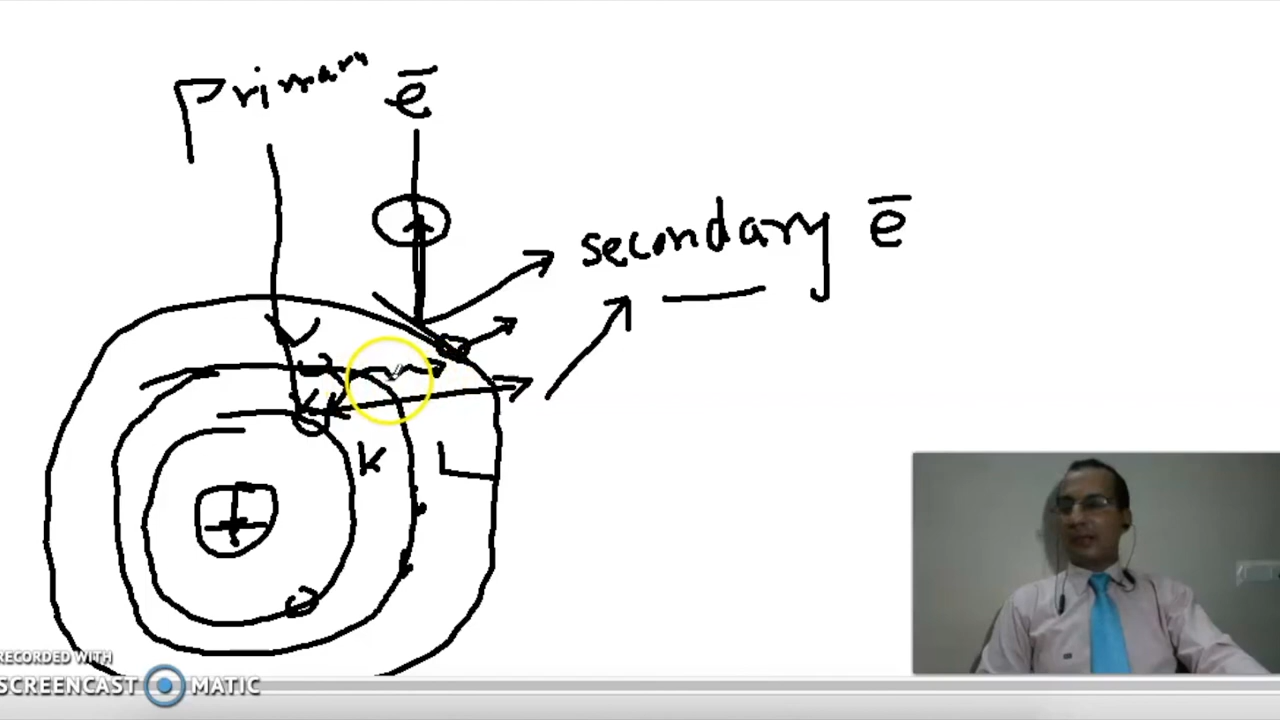 Primary ē
secondary ē
K
L
+
RECORDED WITH
SCREENCAST MATIC